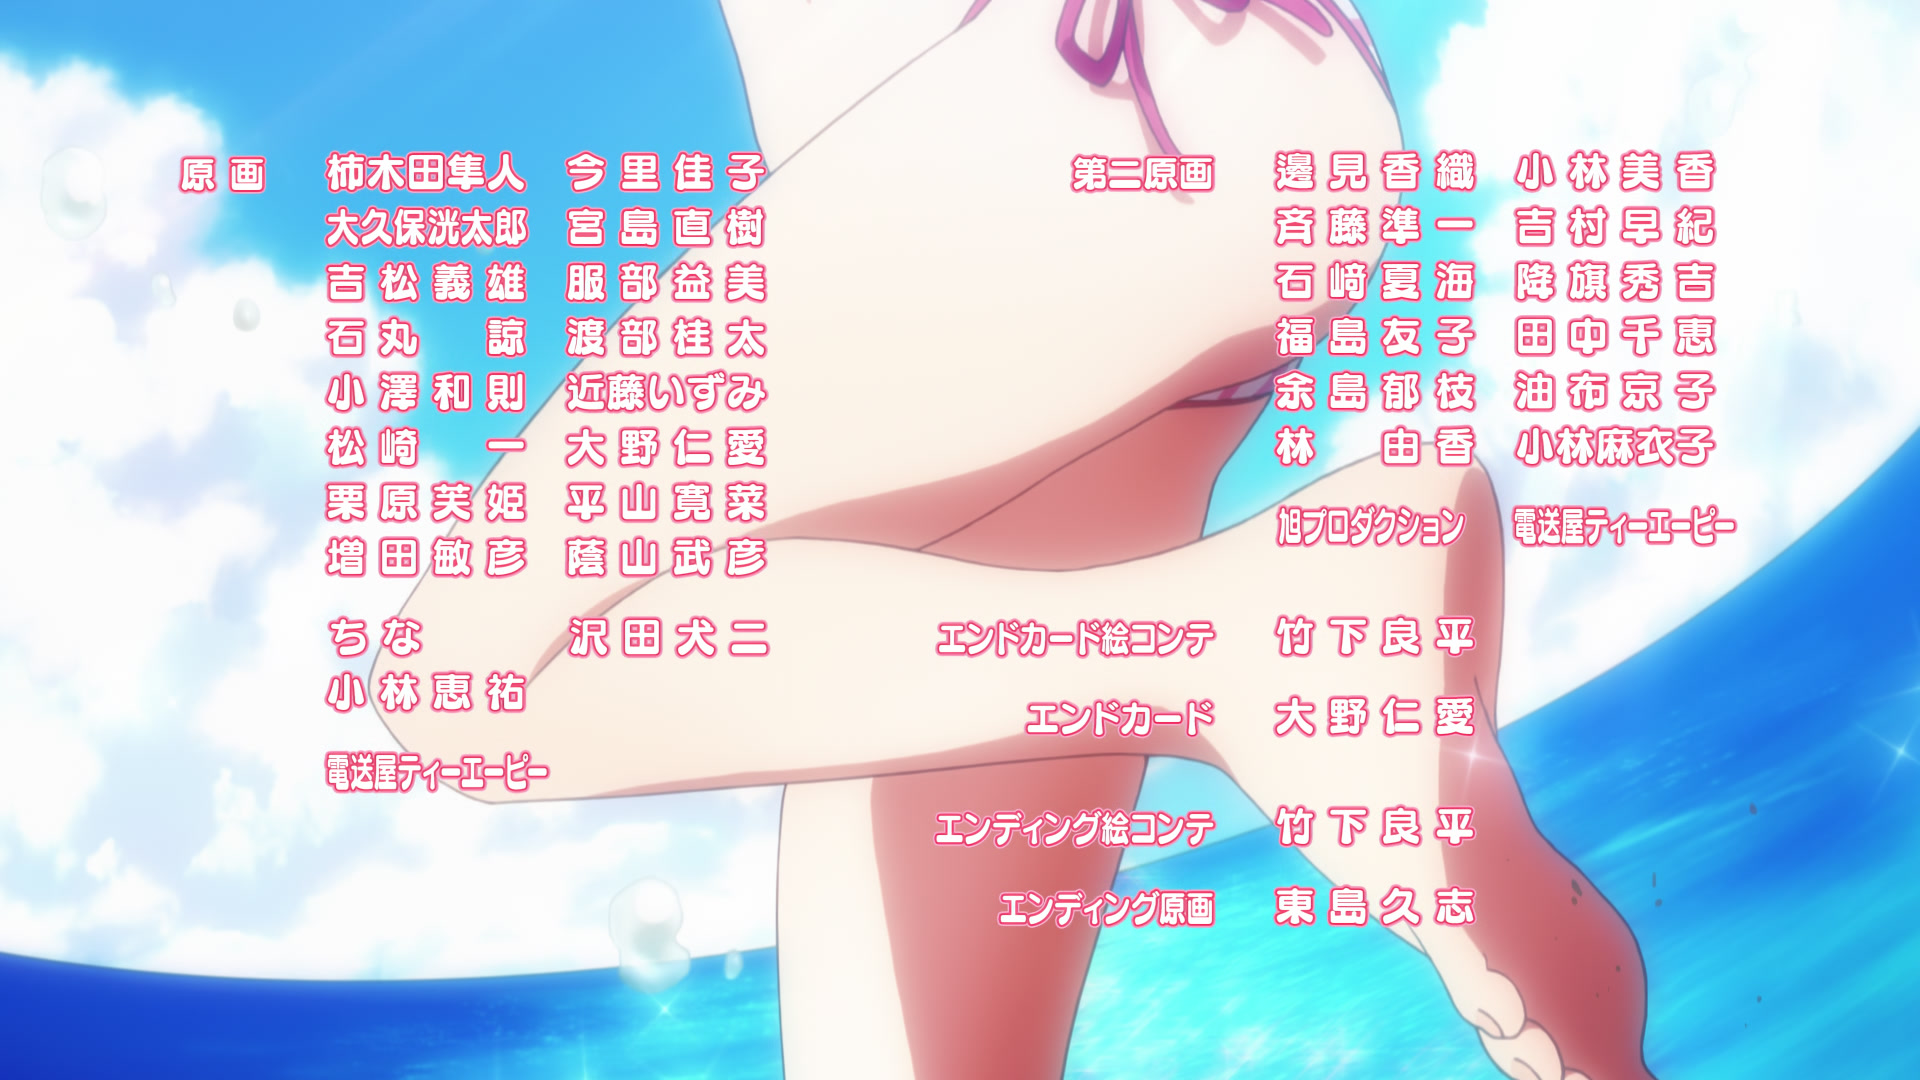 原画 柿木田隼人 今里佳子
大久保洸太郎 宮島直樹
吉松義雄 服部益美
石丸諒 渡部桂太
小澤和則 近藤いずみ
松崎一 大野仁愛
栗原芙姫 平山寛菜
増田敏彦 蔭山武彦
ちな 沢田犬二
小林恵祐
電送屋ティーエーピー
第二原画 邊見香織 小林美香
斉藤準一 吉村早紀
石﨑夏海 降旗秀吉
福島友子 田中千恵
余島郁枝 油布京子
林由香 小林麻衣子
旭プロダクション 電送屋ティーエーピー
エンドカード絵コンテ 竹下良平
エンドカード 大野仁愛
エンディング絵コンテ 竹下良平
エンディング原画 東島久志